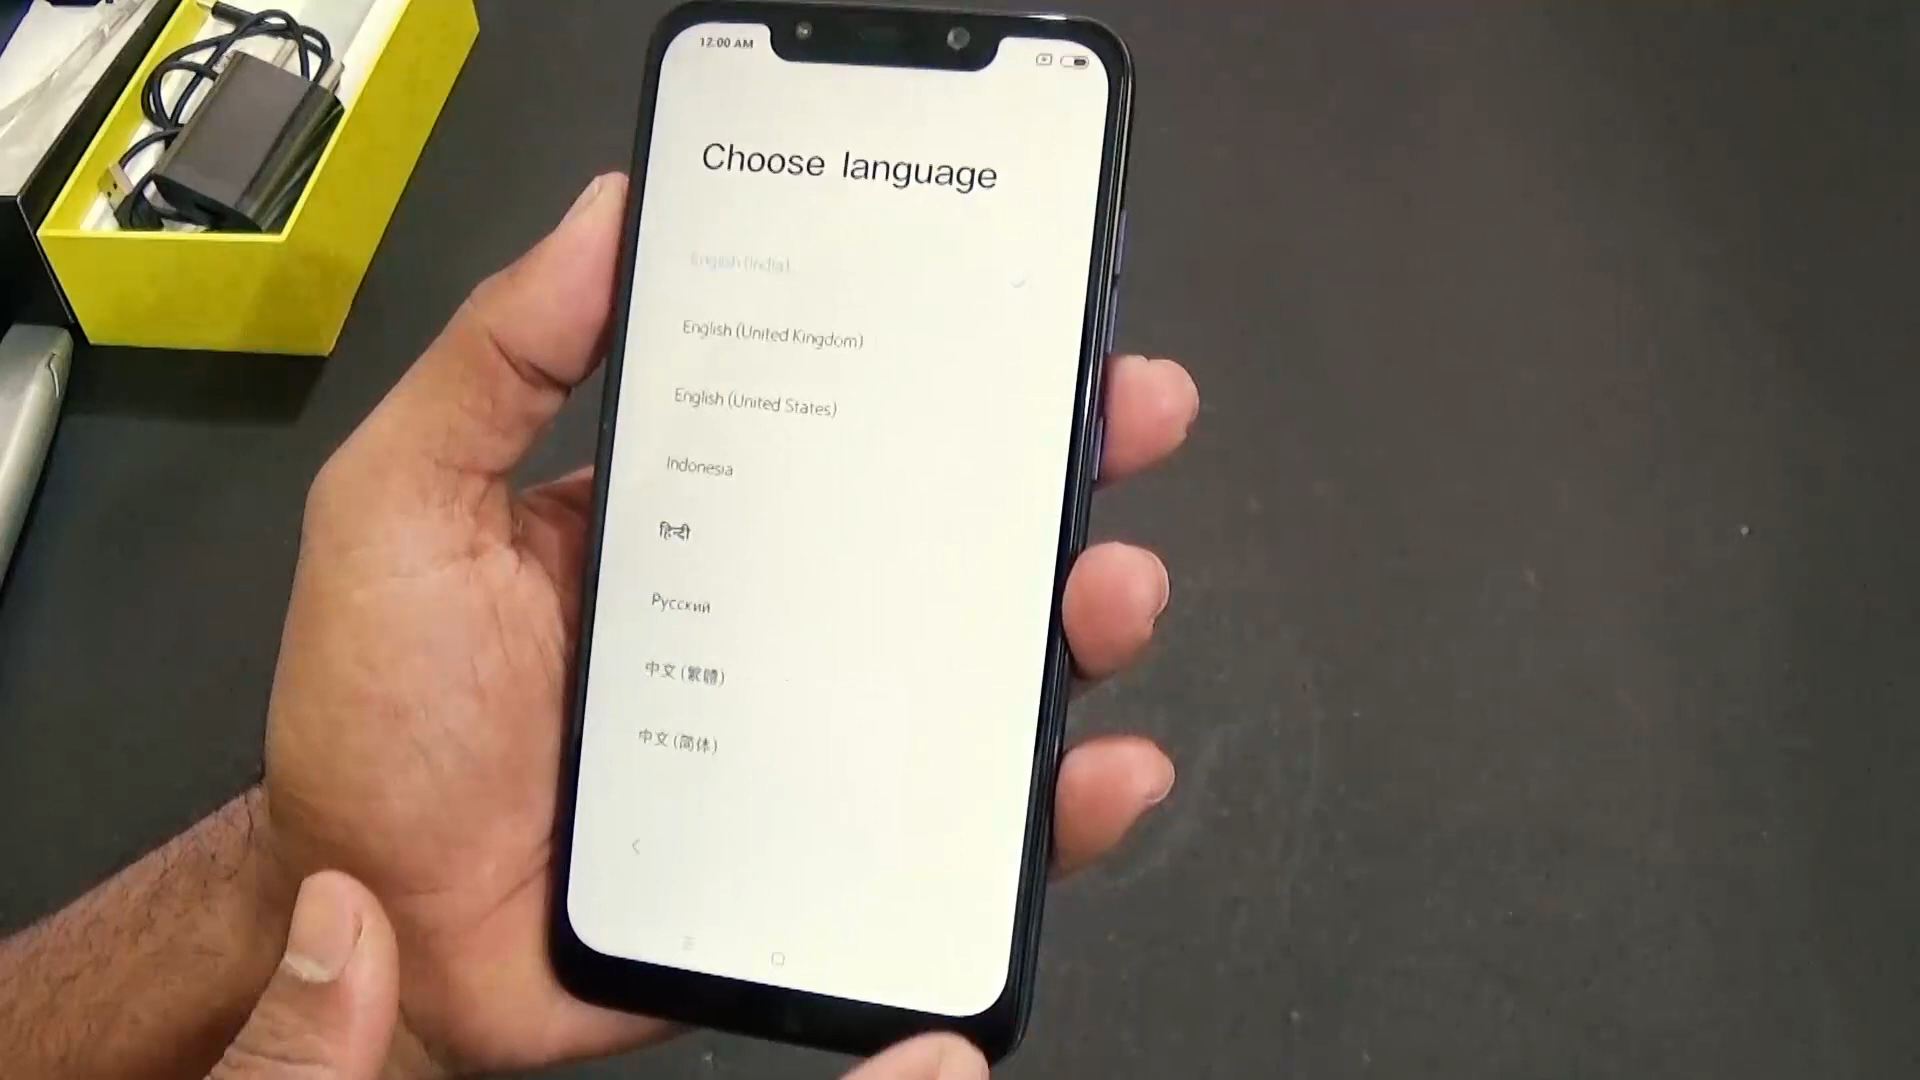 12:00 AM
Choose language
English (India)
English (United Kingdom)
English (United States)
Indonesia
हिन्दी
Русский
中文 (繁體)
中文 (简体)